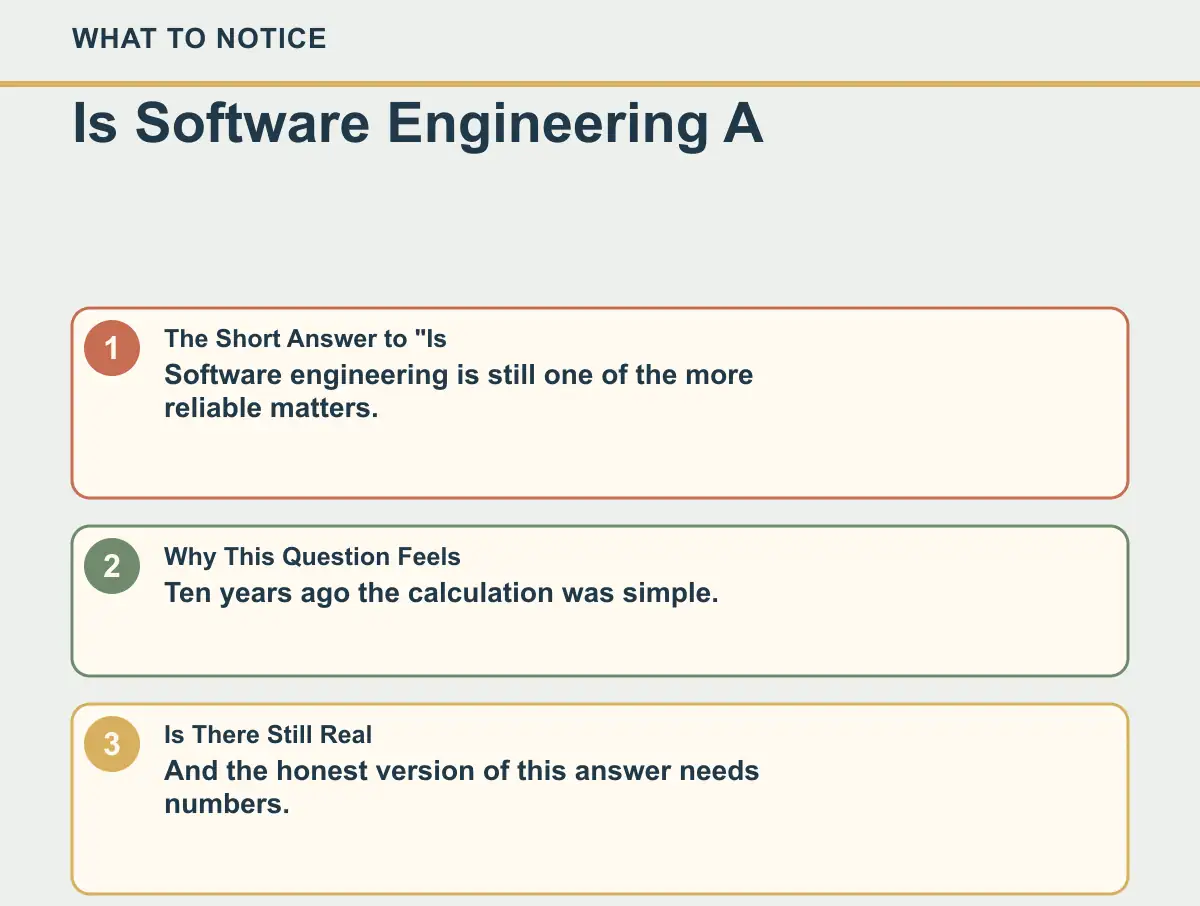 WHAT TO NOTICE
Is Software Engineering A
1
The Short Answer to "Is
Software engineering is still one of the more
reliable matters.
2
Why This Question Feels
Ten years ago the calculation was simple.
3
Is There Still Real
And the honest version of this answer needs
numbers.